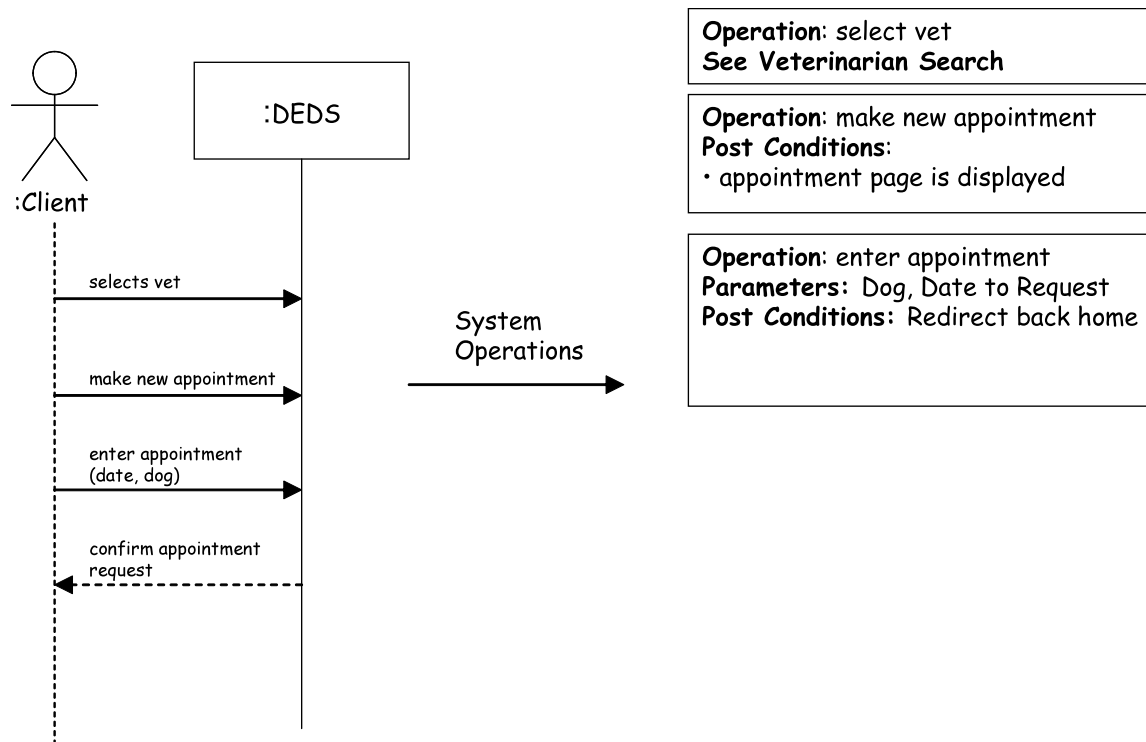 :Client
:DEDS
selects vet
make new appointment
enter appointment
(date, dog)
confirm appointment
request
System
Operations
Operation: select vet
See Veterinarian Search
Operation: make new appointment
Post Conditions:
• appointment page is displayed
Operation: enter appointment
Parameters: Dog, Date to Request
Post Conditions: Redirect back home